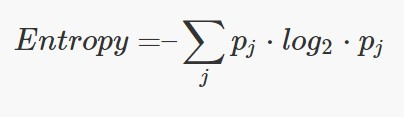 Entropy =− ∑_j p_j · log_2 · p_j